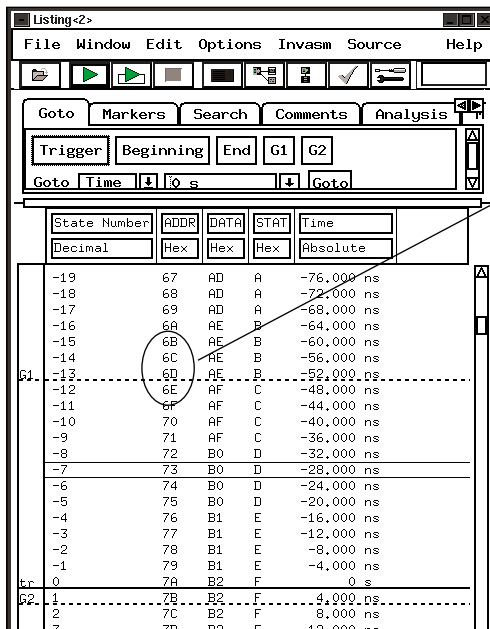 Listing<2>
File Window Edit Options Invasm Source Help
Goto Markers Search Comments Analysis
Trigger Beginning End G1 G2
Goto Time 0 s Goto
State Number ADDR DATA STAT Time
Decimal Hex Hex Hex Absolute
-19 67 AD A -76.000 ns
-18 68 AD A -72.000 ns
-17 69 AD A -68.000 ns
-16 6A AE B -64.000 ns
-15 6B AE B -60.000 ns
-14 6C AE B -56.000 ns
G1 -13 6D AE B -52.000 ns
-12 6E AF C -48.000 ns
-11 6F AF C -44.000 ns
-10 70 AF C -40.000 ns
-9 71 AF C -36.000 ns
-8 72 B0 D -32.000 ns
-7 73 B0 D -28.000 ns
-6 74 B0 D -24.000 ns
-5 75 B0 D -20.000 ns
-4 76 B1 E -16.000 ns
-3 77 B1 E -12.000 ns
-2 78 B1 E -8.000 ns
-1 79 B1 E -4.000 ns
tr 0 7A B2 F 0 s
G2 1 7B B2 F 4.000 ns
2 7C B2 F 8.000 ns